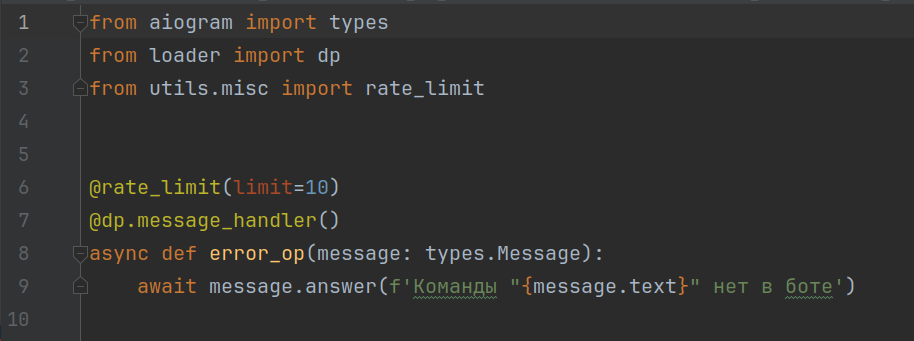 1 from aiogram import types
2 from loader import dp
3 from utils.misc import rate_limit
4
5
6 @rate_limit(limit=10)
7 @dp.message_handler()
8 async def error_op(message: types.Message):
9     await message.answer(f'Команды "{message.text}" нет в боте')
10